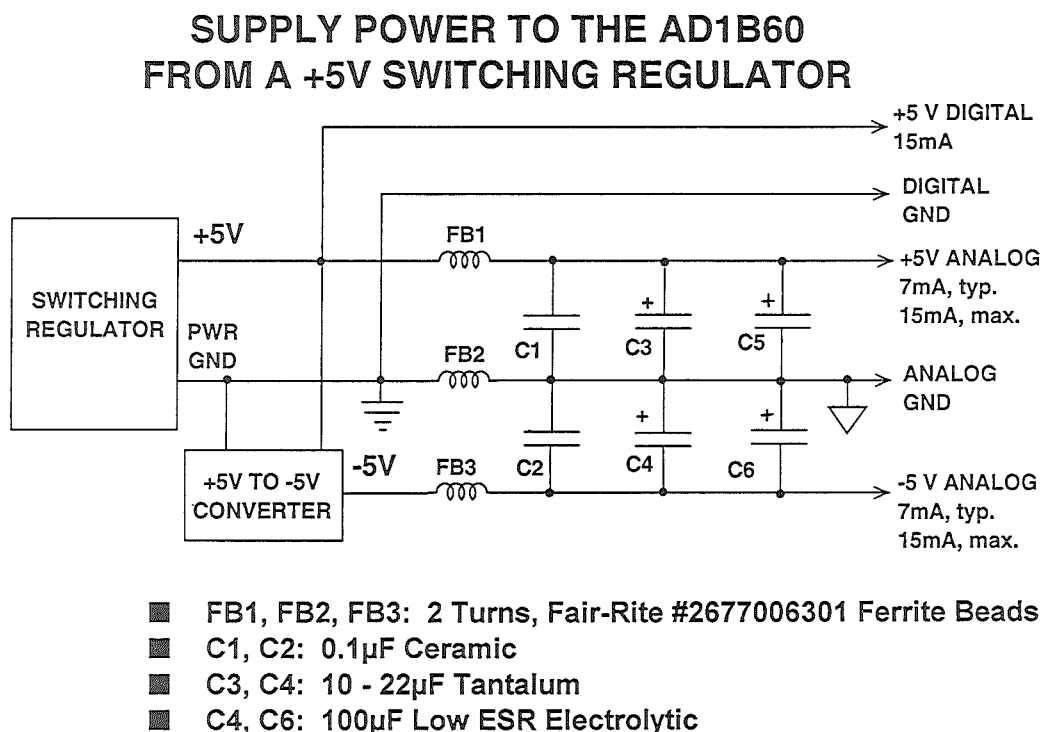 SUPPLY POWER TO THE AD1B60
FROM A +5V SWITCHING REGULATOR
+5 V DIGITAL
15mA
DIGITAL
GND
+5V
FB1
+5V ANALOG
7mA, typ.
15mA, max.
SWITCHING
REGULATOR
PWR
GND
+
+
C1
C3
C5
FB2
ANALOG
GND
+
+
+5V TO -5V
CONVERTER
-5V
FB3
C2
C4
C6
-5 V ANALOG
7mA, typ.
15mA, max.
FB1, FB2, FB3: 2 Turns, Fair-Rite #2677006301 Ferrite Beads
C1, C2: 0.1µF Ceramic
C3, C4: 10 - 22µF Tantalum
C4, C6: 100µF Low ESR Electrolytic